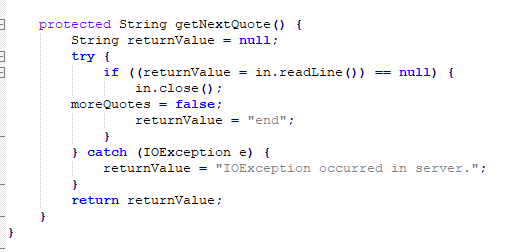 protected String getNextQuote() {
String returnValue = null;
try {
if ((returnValue = in.readLine()) == null) {
in.close();
moreQuotes = false;
returnValue = "end";
}
} catch (IOException e) {
returnValue = "IOException occurred in server.";
}
return returnValue;
}
}